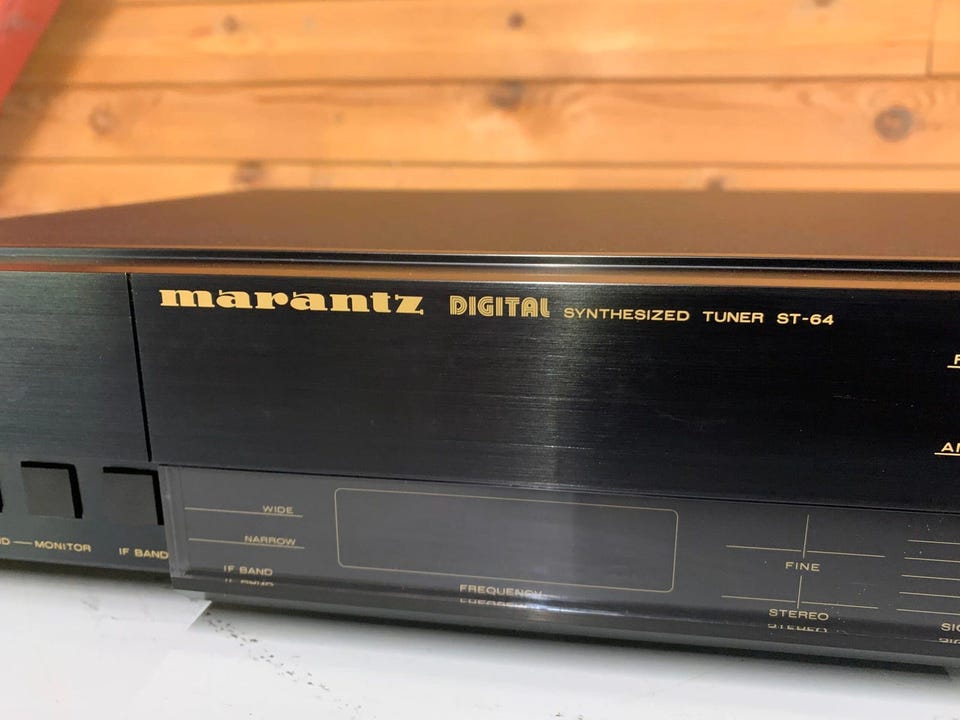 marantz DIGITAL SYNTHESIZED TUNER ST-64
WIDE
NARROW
IF BAND
MONITOR
IF BAND
FREQUENCY
FINE
STEREO